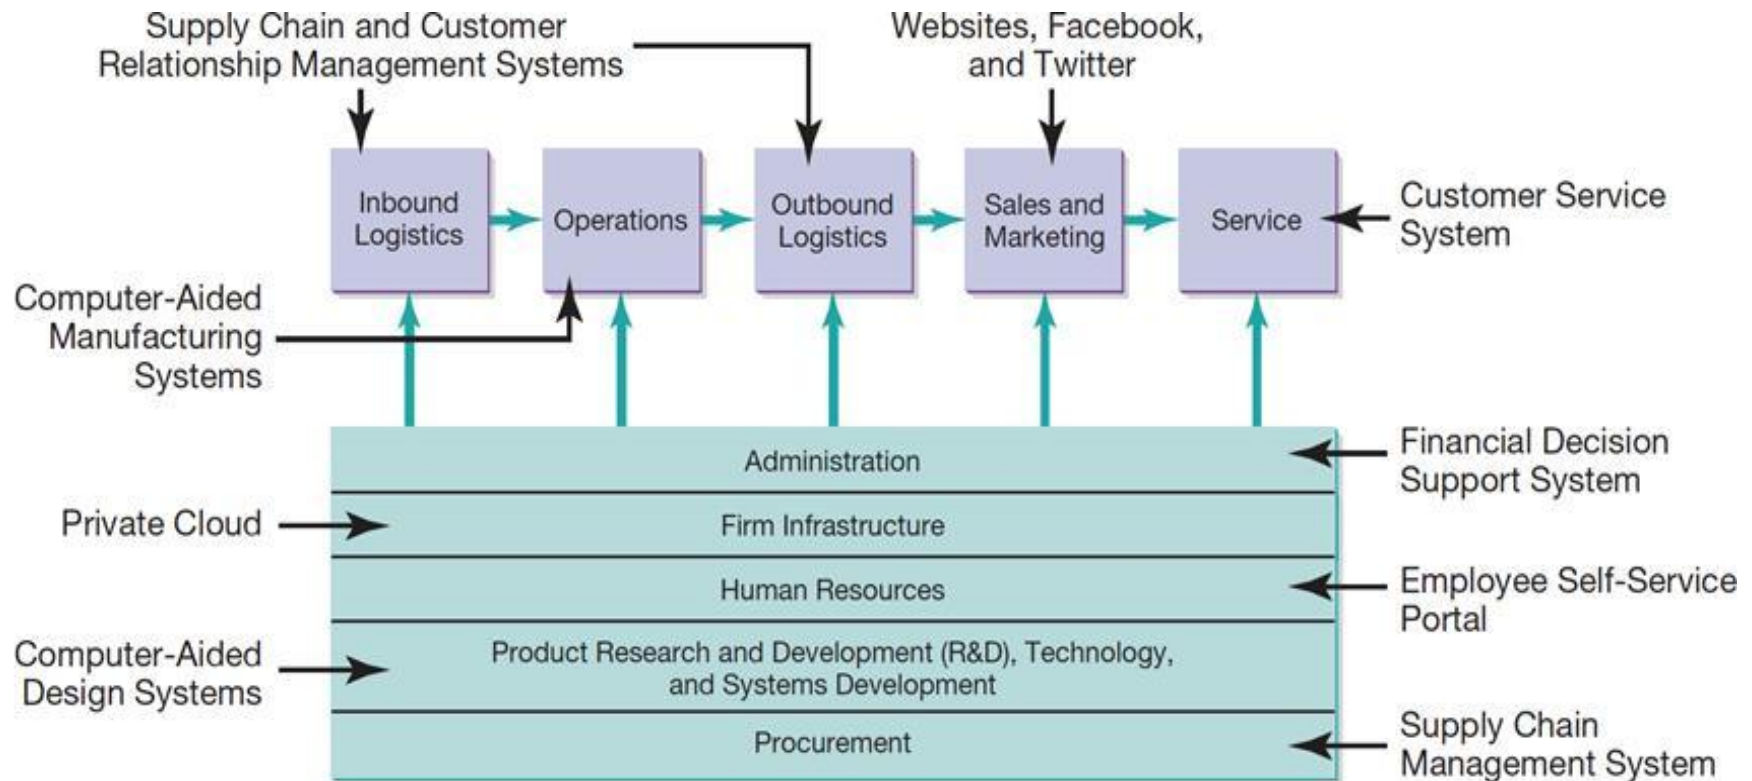 Supply Chain and Customer
Relationship Management Systems
Websites, Facebook,
and Twitter
Inbound
Logistics
Operations
Outbound
Logistics
Sales and
Marketing
Service
Customer Service
System
Computer-Aided
Manufacturing
Systems
Administration
Financial Decision
Support System
Private Cloud
Firm Infrastructure
Human Resources
Employee Self-Service
Portal
Computer-Aided
Design Systems
Product Research and Development (R&D), Technology,
and Systems Development
Procurement
Supply Chain
Management System